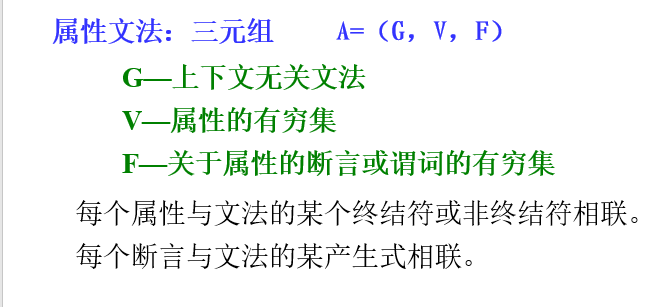 属性文法：三元组 A=（G，V，F）
G—上下文无关文法
V—属性的有穷集
F—关于属性的断言或谓词的有穷集
每个属性与文法的某个终结符或非终结符相联。
每个断言与文法的某产生式相联。